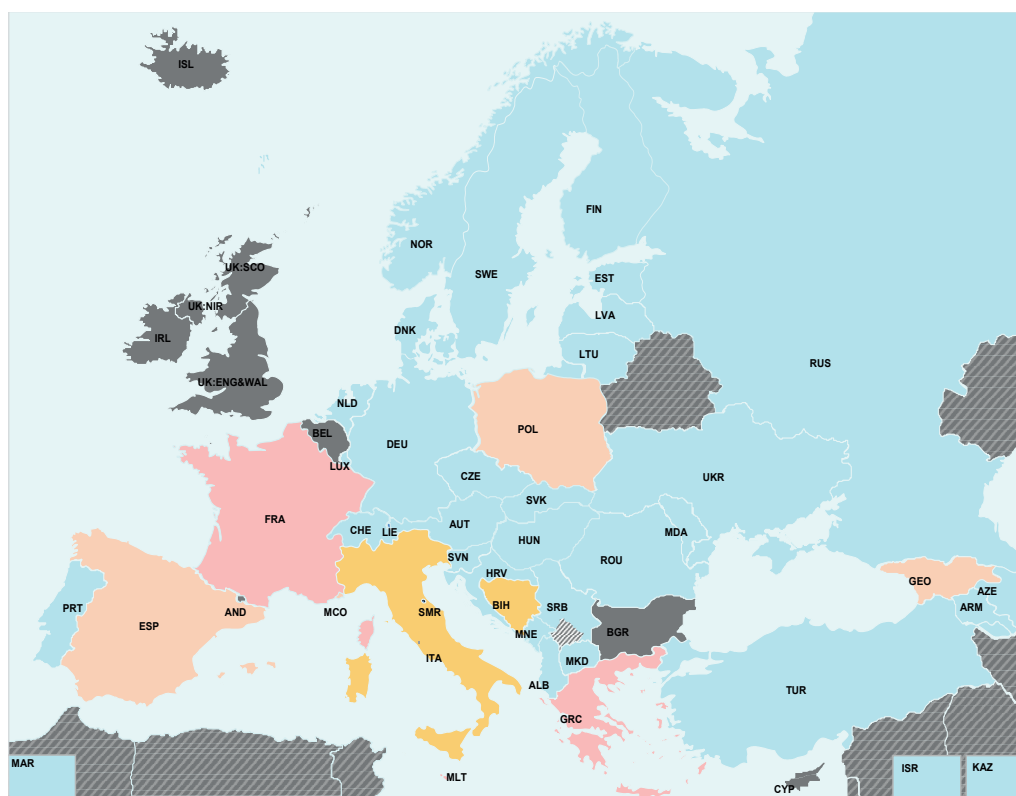 ISL
FIN
NOR
SWE
UK:SCO
EST
UK:NIR
LVA
DNK
IRL
LTU
RUS
UK:ENG&WAL
NLD
POL
BEL
DEU
LUX
CZE
UKR
SVK
FRA
CHE
LIE
AUT
MDA
HUN
SVN
ROU
HRV
GEO
AZE
PRT
AND
MCO
SMR
BIH
SRB
ARM
ESP
MNE
BGR
ITA
MKD
ALB
TUR
GRC
MAR
MLT
ISR
KAZ
CYP